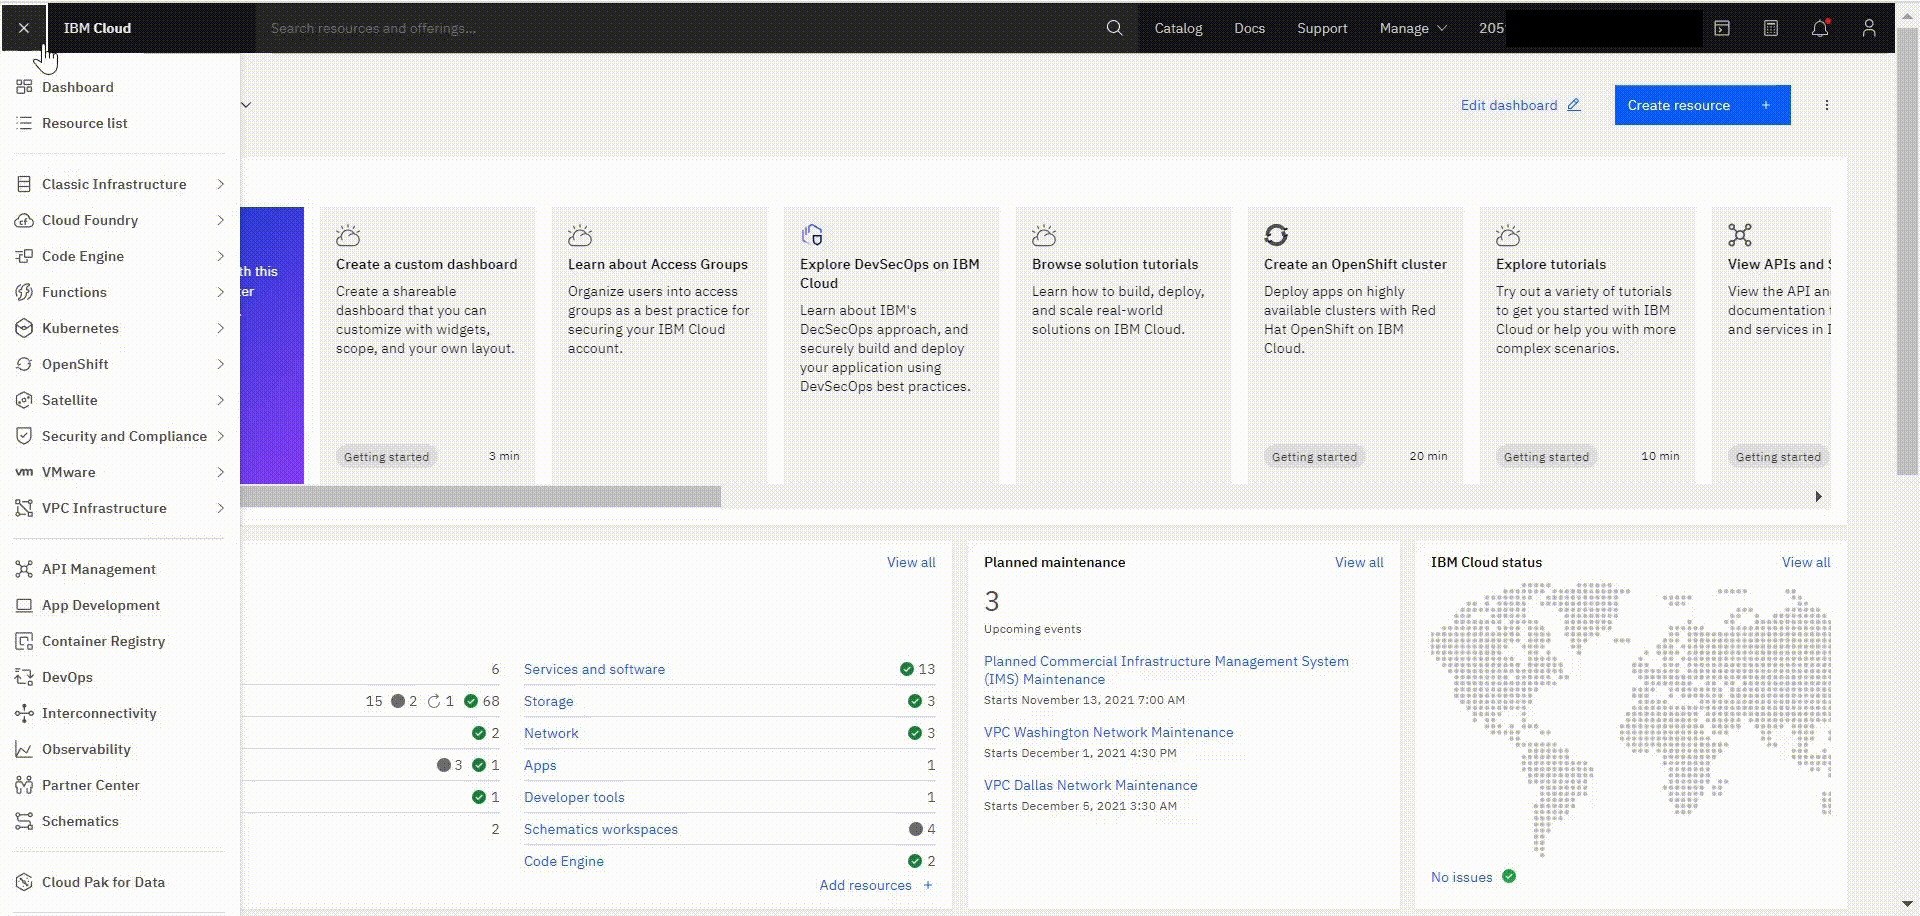 IBM Cloud
Search resources and offerings...
Catalog
Docs
Support
Manage
205
Dashboard
Resource list
Classic Infrastructure
Cloud Foundry
Code Engine
Functions
Kubernetes
OpenShift
Satellite
Security and Compliance
vm VMware
VPC Infrastructure
API Management
App Development
Container Registry
DevOps
Interconnectivity
Observability
Partner Center
Schematics
Cloud Pak for Data
Edit dashboard
Create resource +
th this
er
Create a custom dashboard
Create a shareable
dashboard that you can
customize with widgets,
scope, and your own layout.
Getting started
3 min
Learn about Access Groups
Organize users into access
groups as a best practice for
securing your IBM Cloud
account.
Explore DevSecOps on IBM
Cloud
Learn about IBM's
DecSecOps approach, and
securely build and deploy
your application using
DevSecOps best practices.
Browse solution tutorials
Learn how to build, deploy,
and scale real-world
solutions on IBM Cloud.
Create an OpenShift cluster
Deploy apps on highly
available clusters with Red
Hat OpenShift on IBM
Cloud.
Getting started
20 min
Explore tutorials
Try out a variety of tutorials
to get you started with IBM
Cloud or help you with more
complex scenarios.
Getting started
10 min
View APIs and
View the API
documentation
and services in
Getting started
View all
6
15 2 1 68
2
3 1
1
2
Services and software 13
Storage 3
Network 3
Apps 1
Developer tools 1
Schematics workspaces 4
Code Engine 2
Add resources +
Planned maintenance
View all
3
Upcoming events
Planned Commercial Infrastructure Management System
(IMS) Maintenance
Starts November 13, 2021 7:00 AM
VPC Washington Network Maintenance
Starts December 1, 2021 4:30 PM
VPC Dallas Network Maintenance
Starts December 5, 2021 3:30 AM
IBM Cloud status
View all
No issues